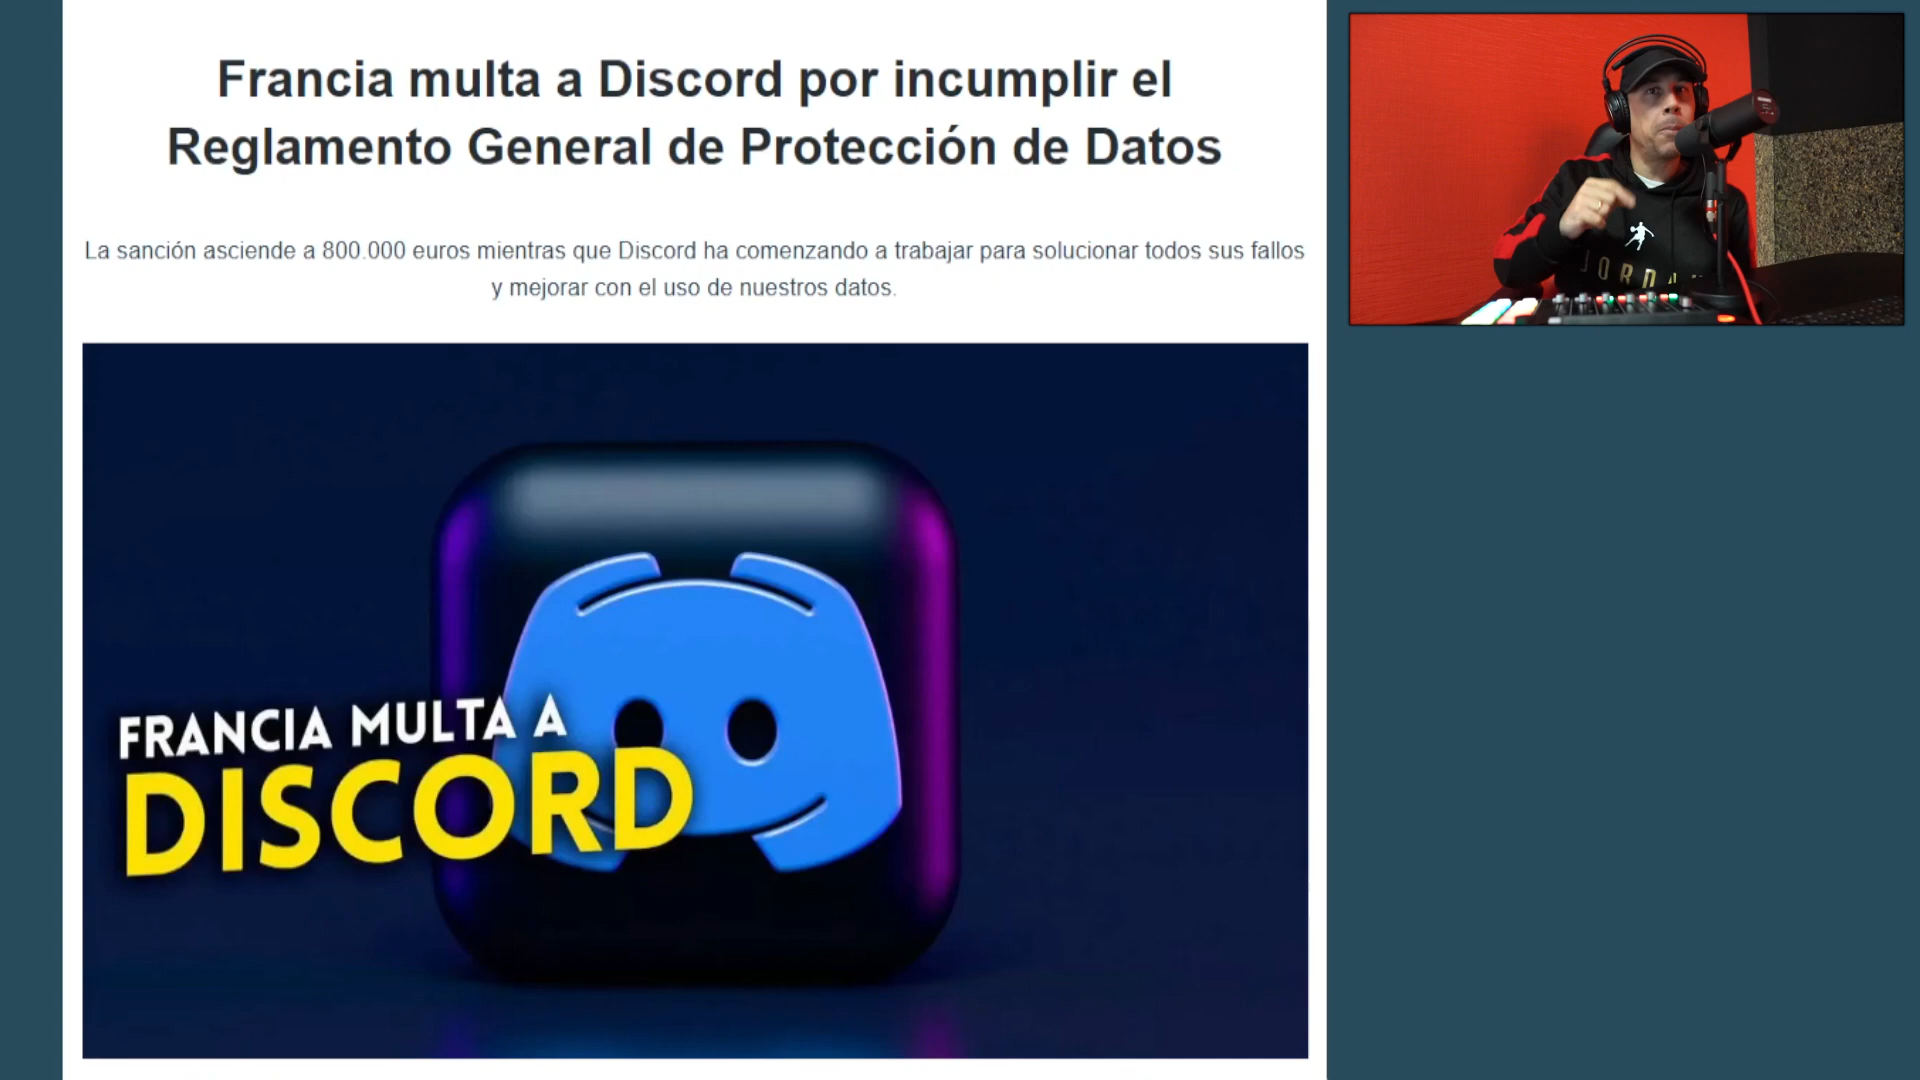 Francia multa a Discord por incumplir el
Reglamento General de Protección de Datos
La sanción asciende a 800.000 euros mientras que Discord ha comenzando a trabajar para solucionar todos sus fallos
y mejorar con el uso de nuestros datos.
FRANCIA MULTA A
DISCORD